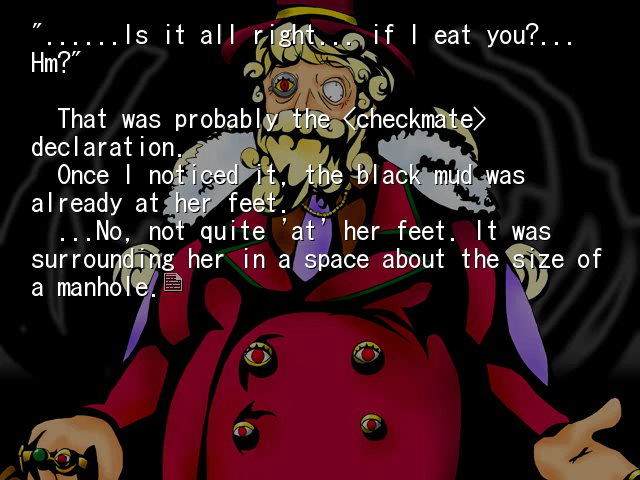 "......Is it all right... if I eat you?...
Hm?"
That was probably the <checkmate>
declaration.
Once I noticed it, the black mud was
already at her feet.
...No, not quite 'at' her feet. It was
surrounding her in a space about the size of
a manhole.